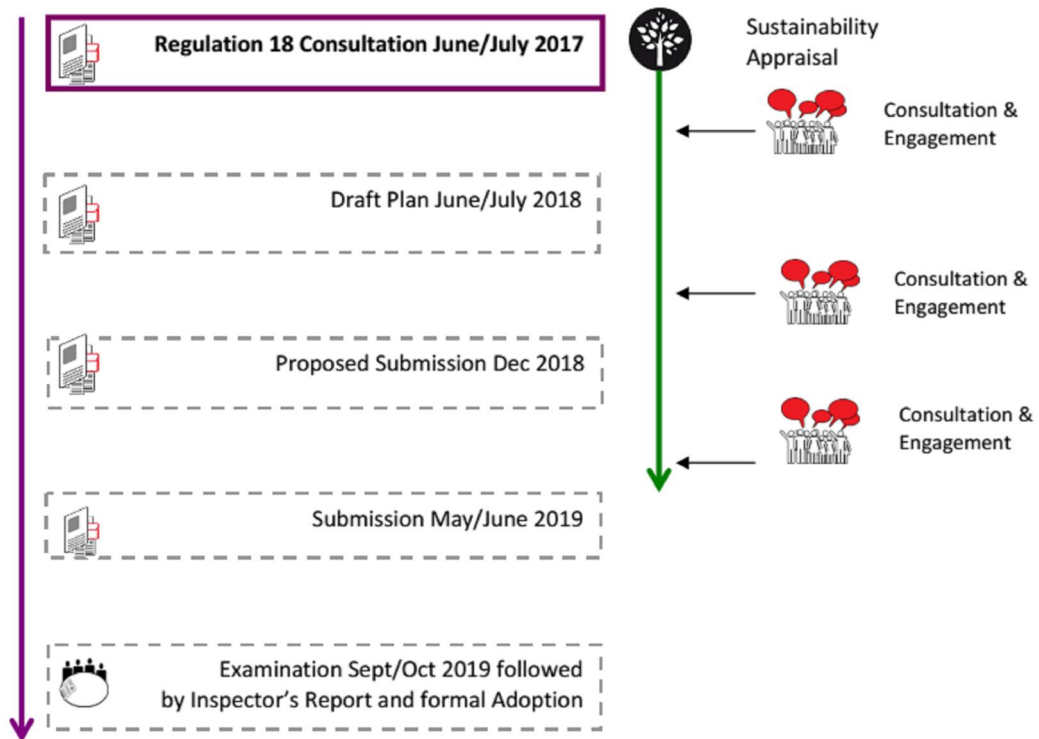 Regulation 18 Consultation June/July 2017
Sustainability
Appraisal
Consultation &
Engagement
Draft Plan June/July 2018
Consultation &
Engagement
Proposed Submission Dec 2018
Consultation &
Engagement
Submission May/June 2019
Examination Sept/Oct 2019 followed
by Inspector’s Report and formal Adoption